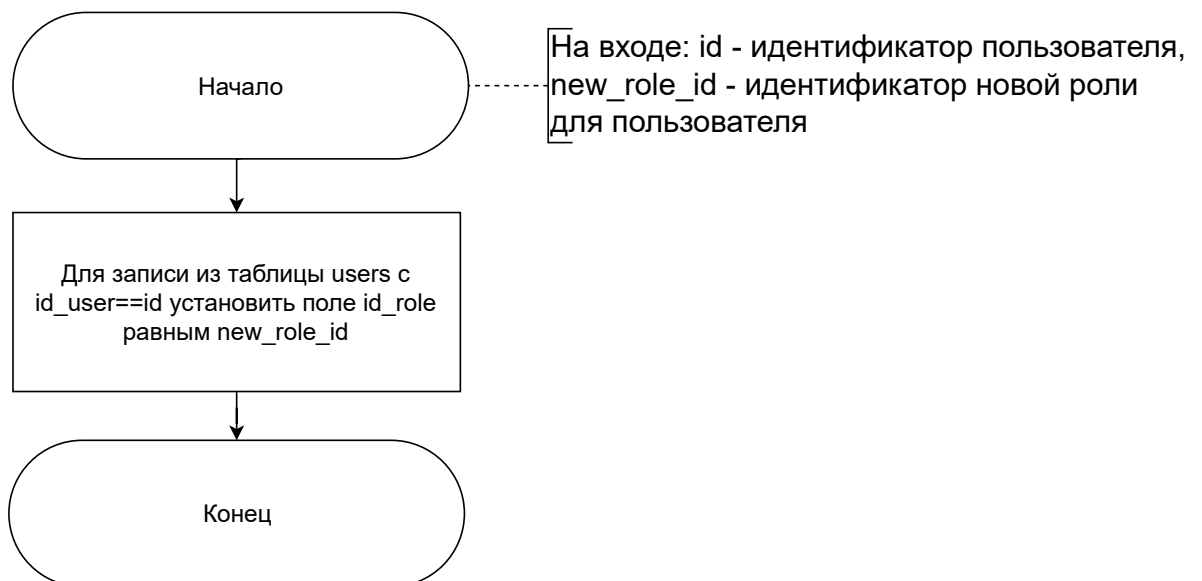 Начало
На входе: id - идентификатор пользователя,
new_role_id - идентификатор новой роли
для пользователя
Для записи из таблицы users с
id_user==id установить поле id_role
равным new_role_id
Конец